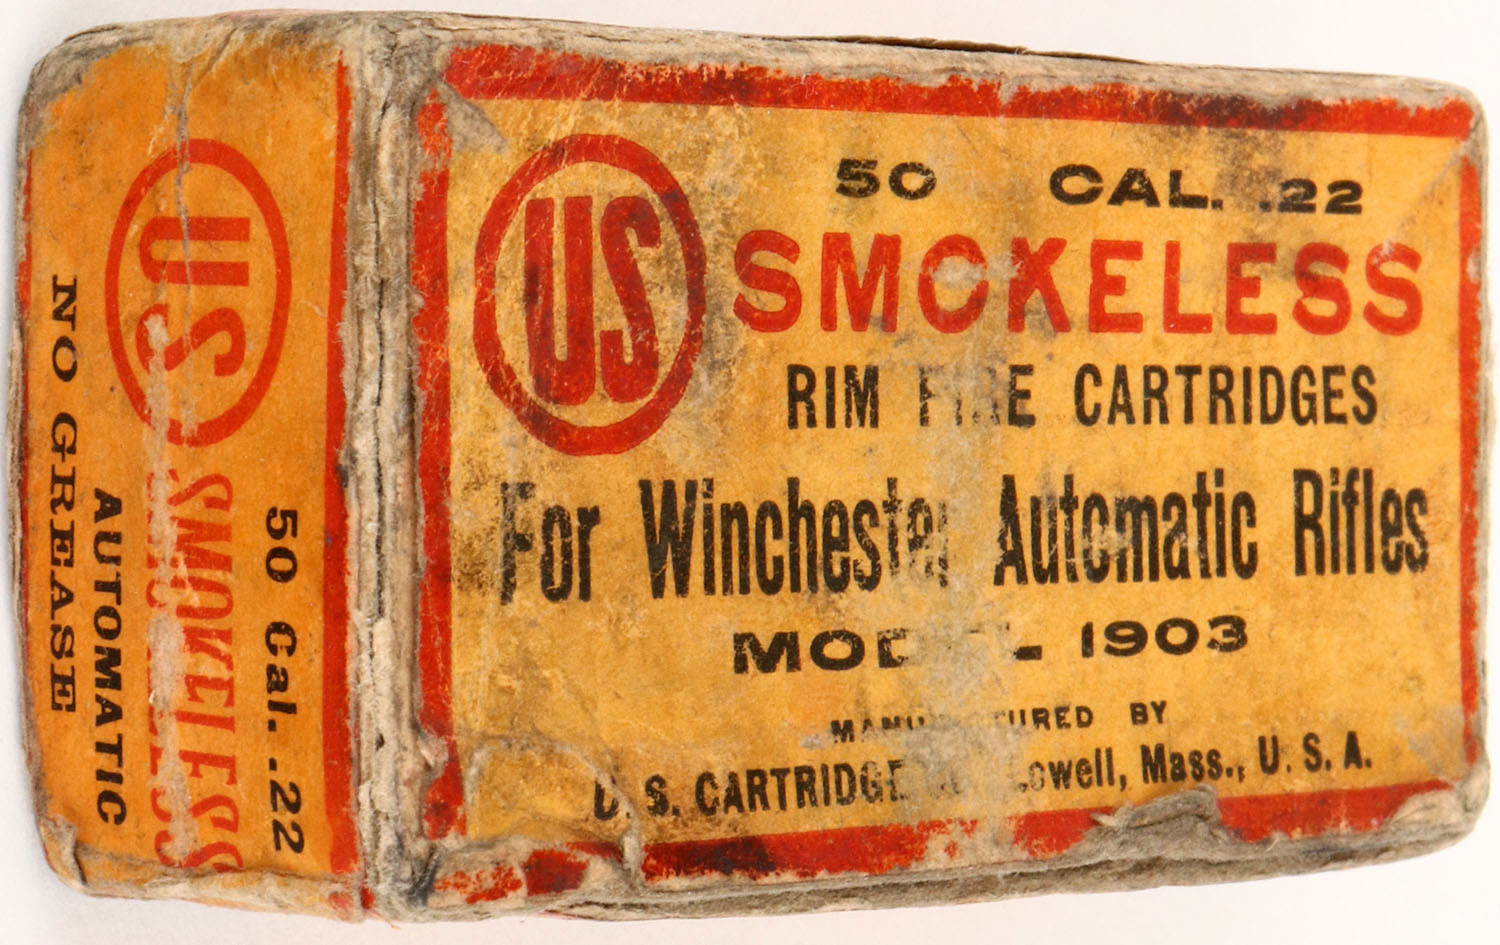 US
50 CAL. .22
SMOKELESS
RIM FIRE CARTRIDGES
For Winchester Automatic Rifles
MODEL 1903
MANUFACTURED BY
U. S. CARTRIDGE Lowell, Mass., U. S. A.
50 Cal. .22
US SMOKELESS
AUTOMATIC
NO GREASE